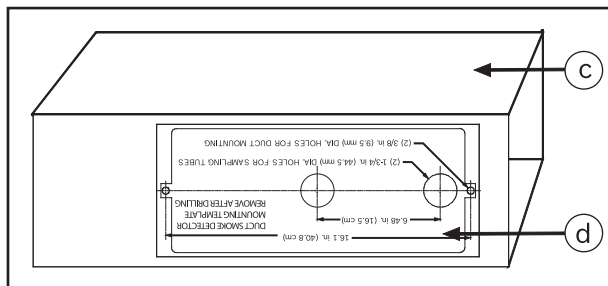 c
(2) 3/8 in. (9.5 mm) DIA. HOLES FOR DUCT MOUNTING
(2) 1-3/4 in. (44.5 mm) DIA. HOLES FOR SAMPLING TUBES
6.48 in. (16.5 cm)
DUCT SMOKE DETECTOR
MOUNTING TEMPLATE
REMOVE AFTER DRILLING
16.1 in. (40.8 cm)
d